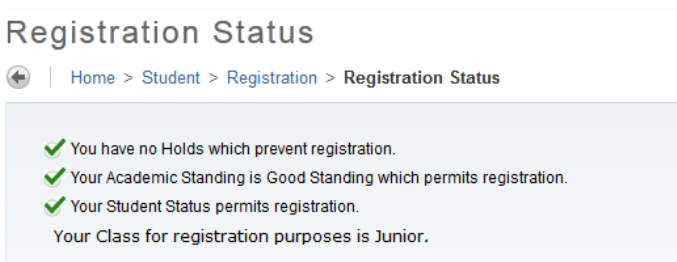 Registration Status
Home > Student > Registration > Registration Status
You have no Holds which prevent registration.
Your Academic Standing is Good Standing which permits registration.
Your Student Status permits registration.
Your Class for registration purposes is Junior.